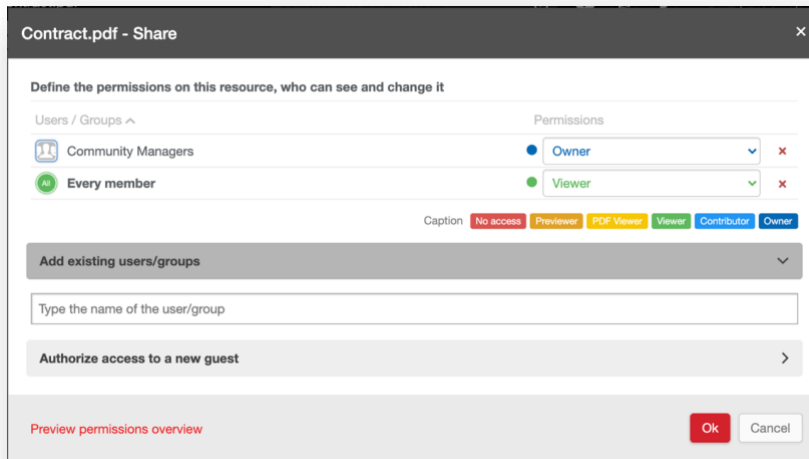 Contract.pdf - Share
×
Define the permissions on this resource, who can see and change it
Users / Groups Permissions
Community Managers Owner ×
All Every member Viewer ×
Caption No access Previewer PDF Viewer Viewer Contributor Owner
Add existing users/groups
Type the name of the user/group
Authorize access to a new guest
Preview permissions overview Ok Cancel